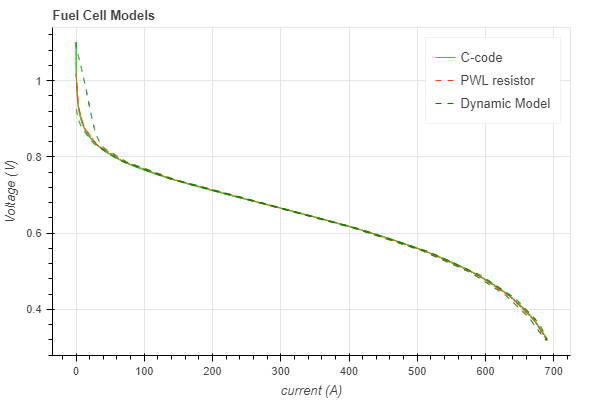 Fuel Cell Models
C-code
PWL resistor
Dynamic Model
Voltage (V)
1
0.8
0.6
0.4
0 100 200 300 400 500 600 700
current (A)